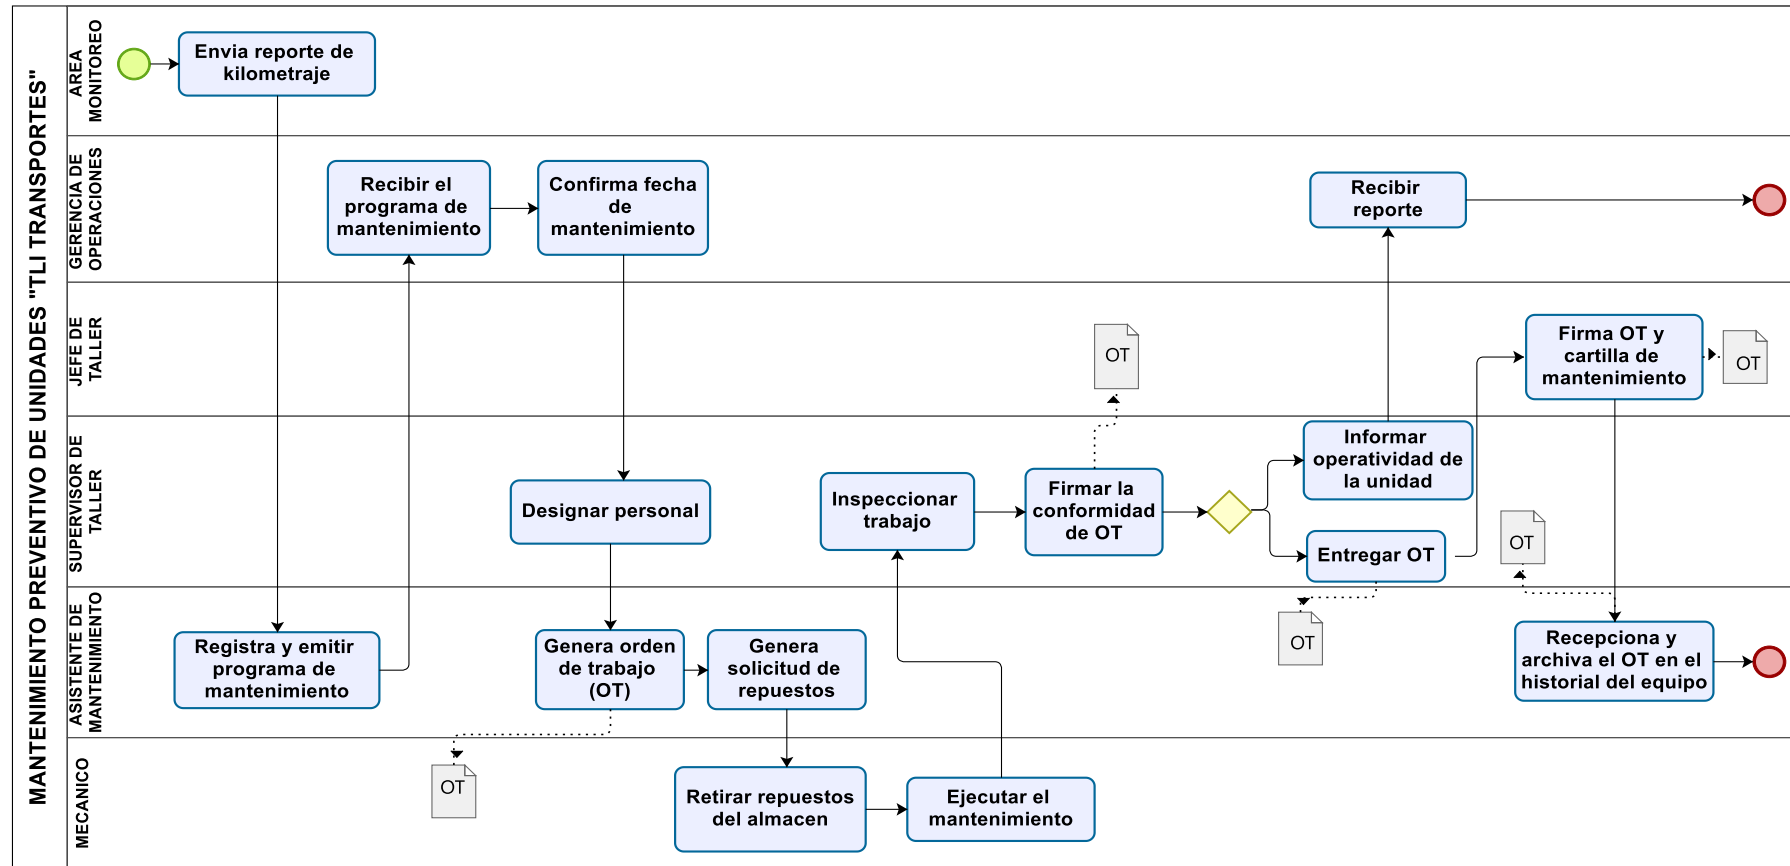 MANTENIMIENTO PREVENTIVO DE UNIDADES "TLI TRANSPORTES"
AREA
MONITOREO
Envia reporte de
kilometraje
GERENCIA DE
OPERACIONES
Recibir el
programa de
mantenimiento
Confirma fecha
de
mantenimiento
Recibir
reporte
JEFE DE
TALLER
OT
Firma OT y
cartilla de
mantenimiento
OT
SUPERVISOR DE
TALLER
Designar personal
Inspeccionar
trabajo
Firmar la
conformidad
de OT
Informar
operatividad de
la unidad
Entregar OT
OT
ASISTENTE DE
MANTENIMIENTO
Registra y emitir
programa de
mantenimiento
Genera orden
de trabajo
(OT)
Genera
solicitud de
repuestos
OT
Recepciona y
archiva el OT en el
historial del equipo
MECANICO
OT
Retirar repuestos
del almacen
Ejecutar el
mantenimiento